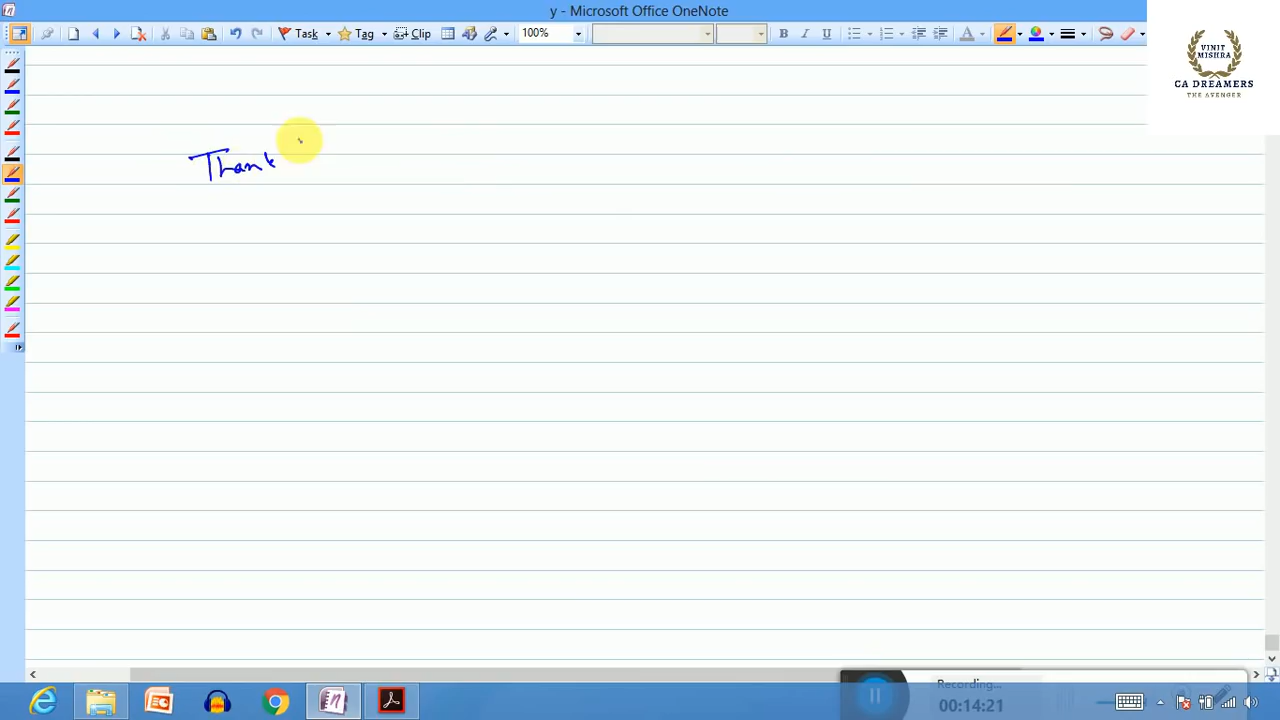 y - Microsoft Office OneNote
Task Tag Clip 100% B I U
VINIT
MISHRA
CA DREAMERS
THE AVENGER
Thank
Recording...
00:14:21